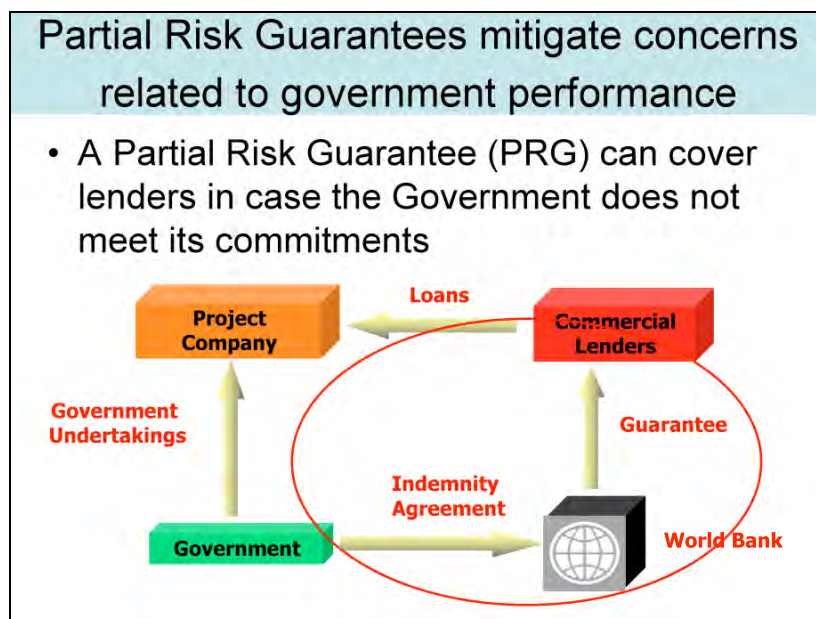 Partial Risk Guarantees mitigate concerns
related to government performance
• A Partial Risk Guarantee (PRG) can cover
lenders in case the Government does not
meet its commitments
Loans
Project
Company
Commercial
Lenders
Government
Undertakings
Guarantee
Indemnity
Agreement
Government
World Bank